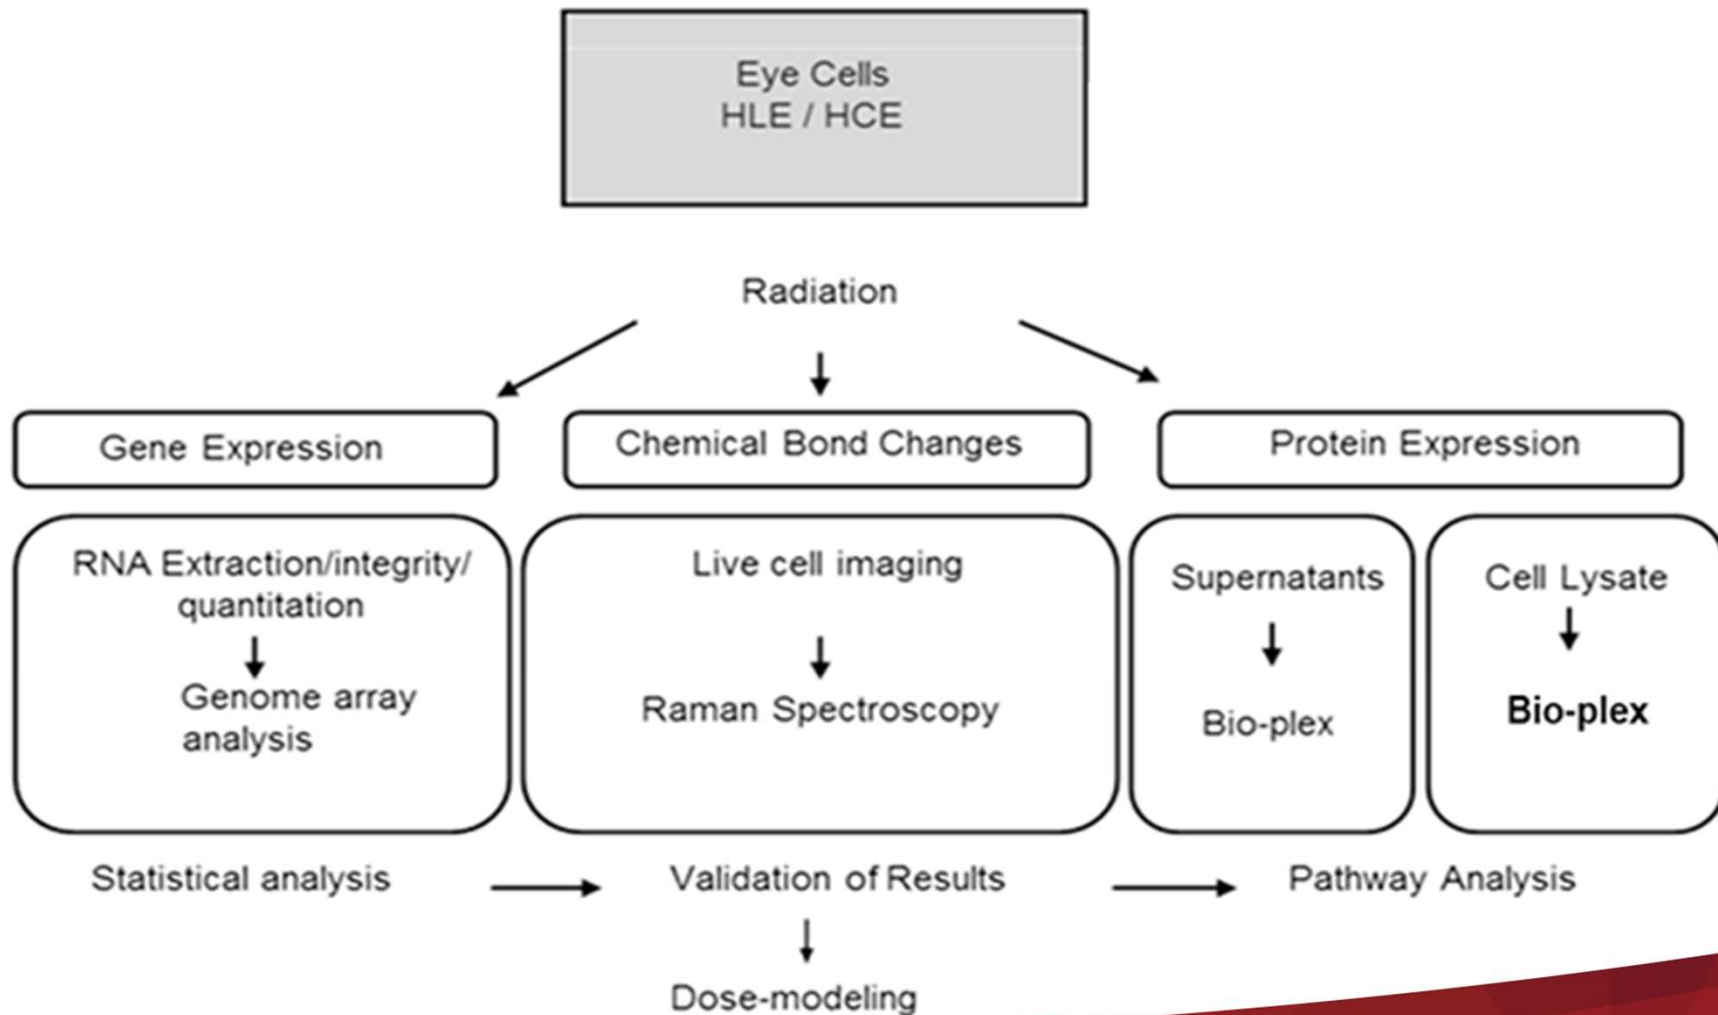 Eye Cells
HLE / HCE
Radiation
Gene Expression
Chemical Bond Changes
Protein Expression
RNA Extraction/integrity/
quantitation
Genome array
analysis
Live cell imaging
Raman Spectroscopy
Supernatants
Bio-plex
Cell Lysate
Bio-plex
Statistical analysis
Validation of Results
Pathway Analysis
Dose-modeling